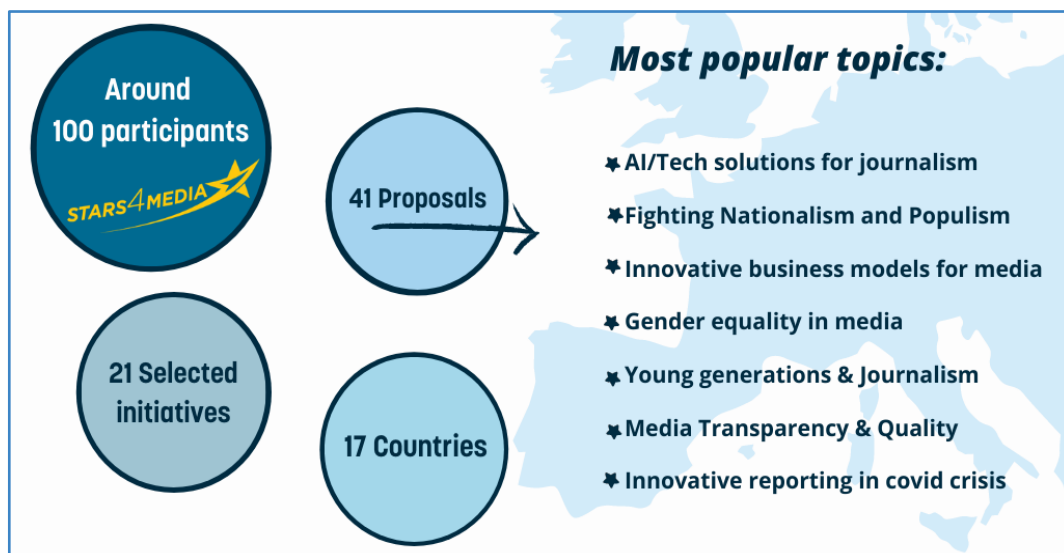 Around
100 participants
STARS4MEDIA
41 Proposals
21 Selected
initiatives
17 Countries
Most popular topics:
AI/Tech solutions for journalism
Fighting Nationalism and Populism
Innovative business models for media
Gender equality in media
Young generations & Journalism
Media Transparency & Quality
Innovative reporting in covid crisis